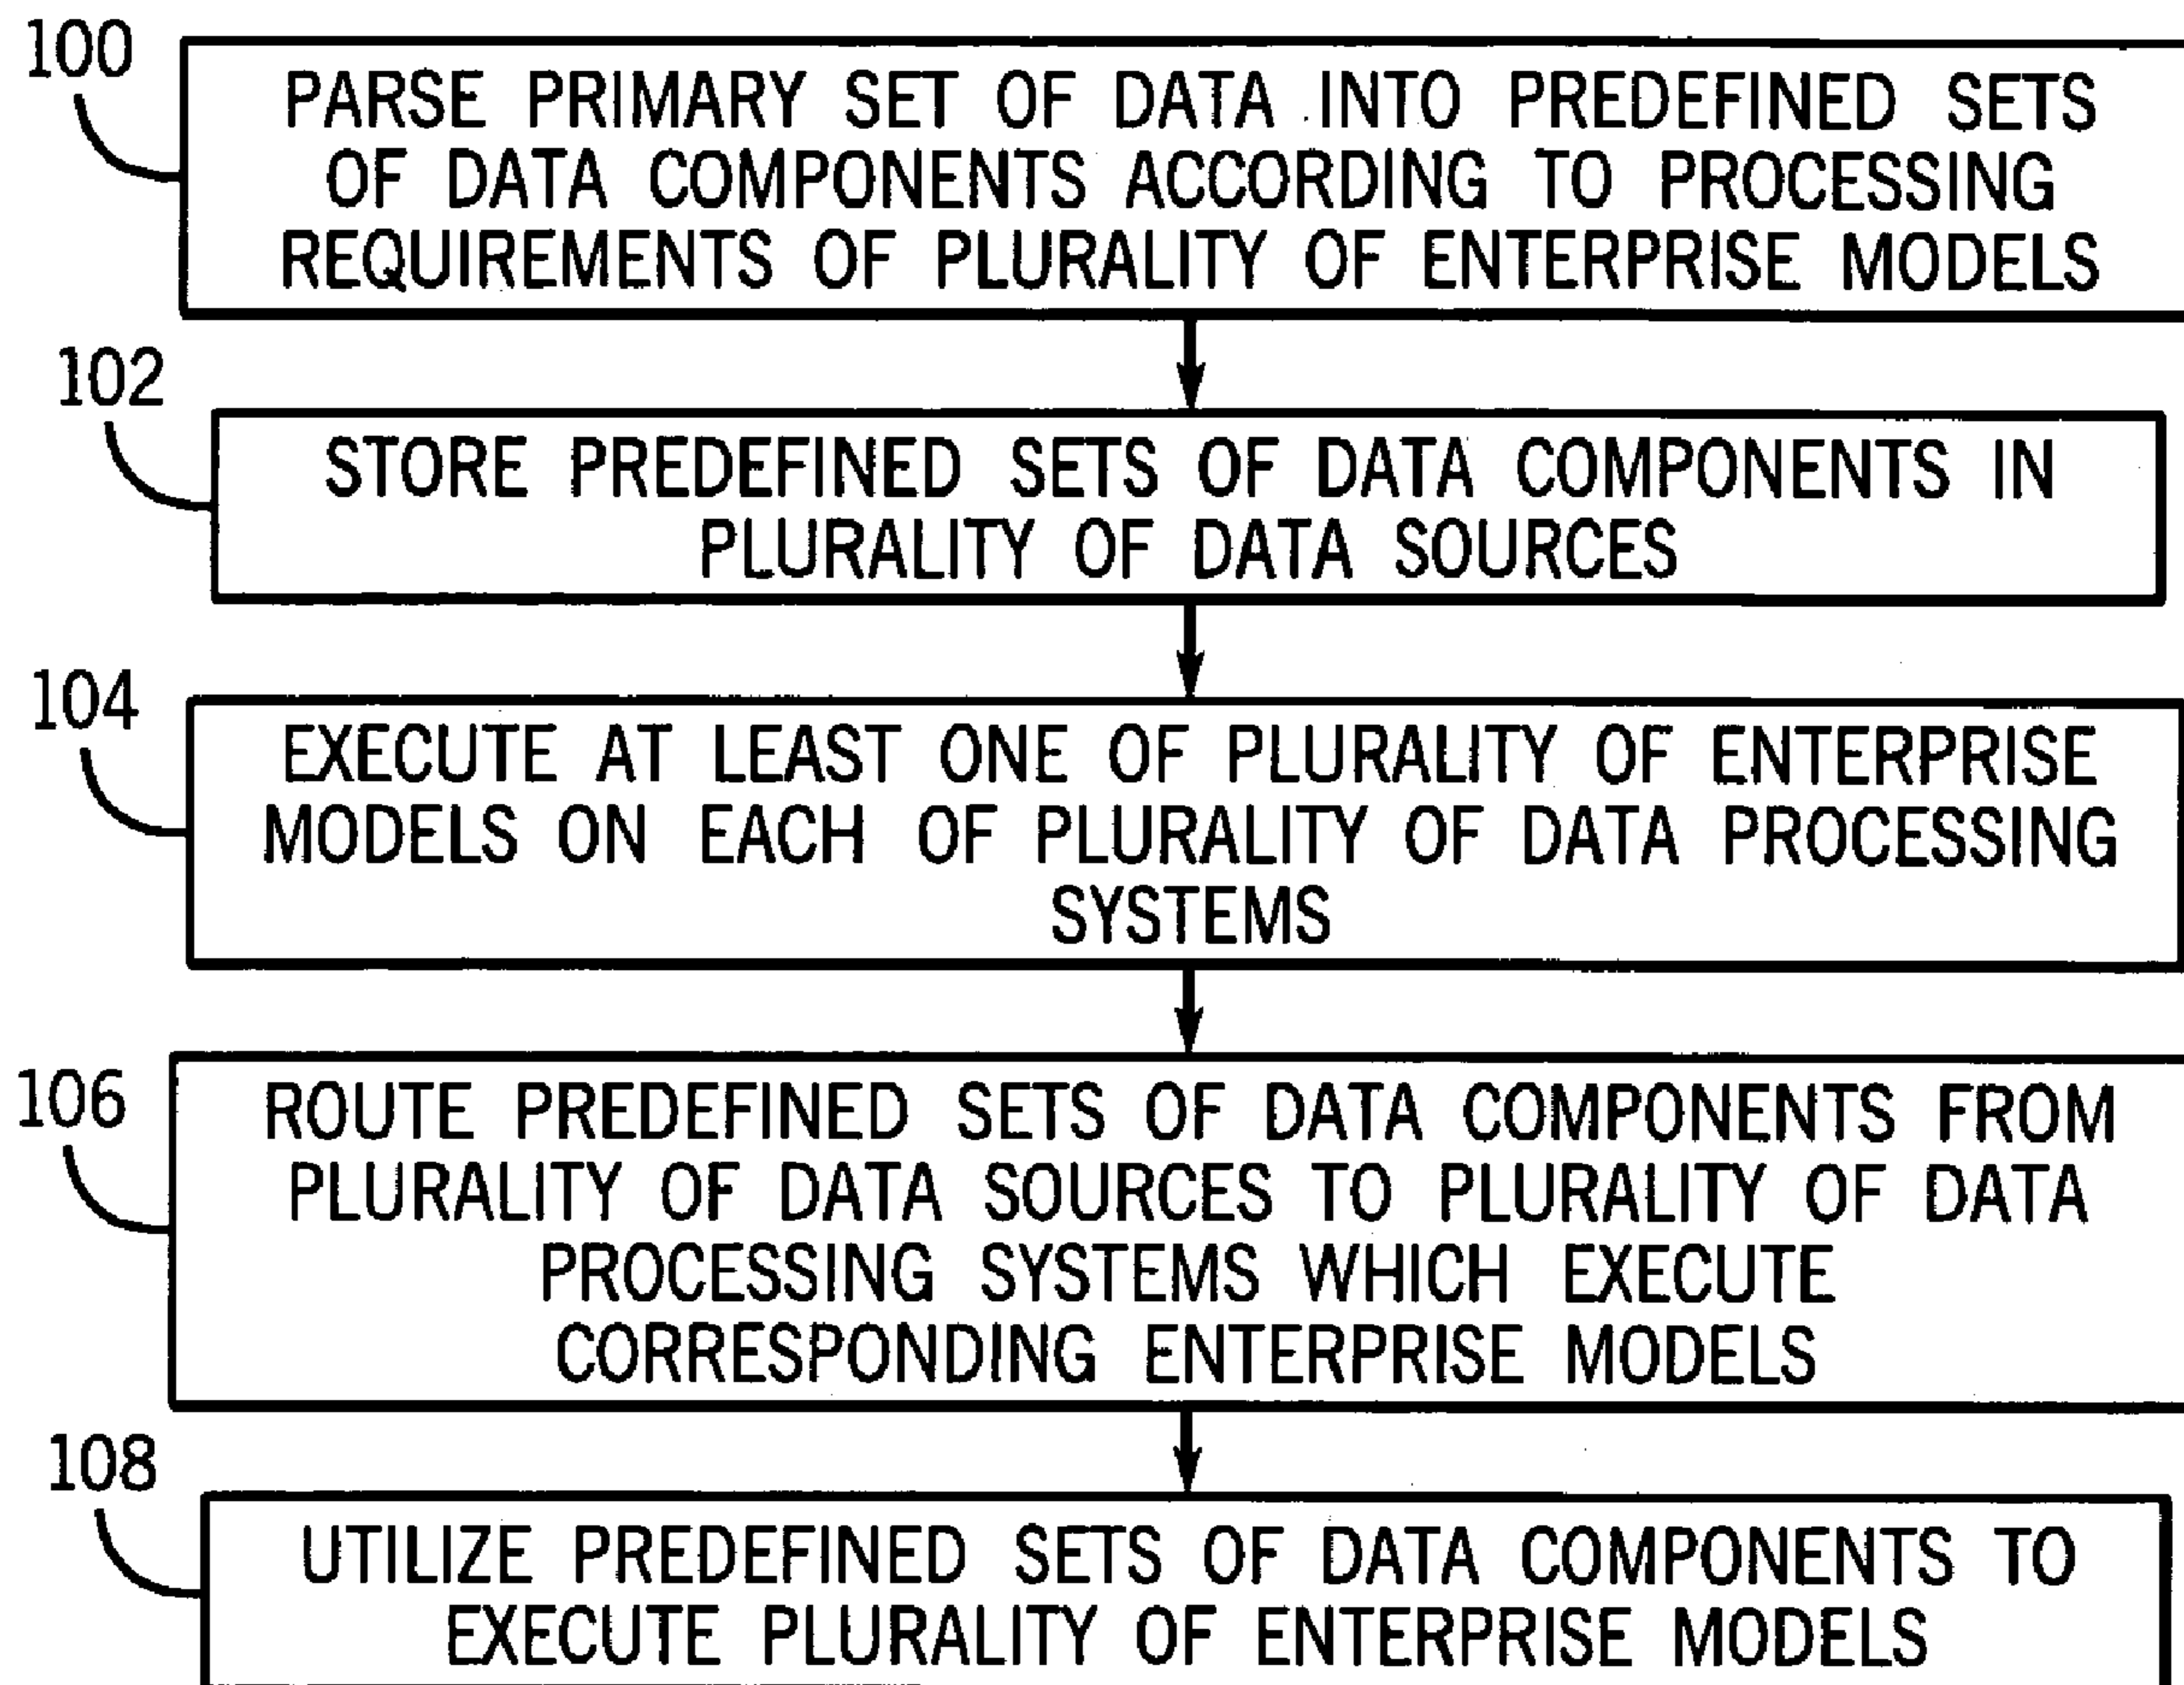 100
PARSE PRIMARY SET OF DATA INTO PREDEFINED SETS
OF DATA COMPONENTS ACCORDING TO PROCESSING
REQUIREMENTS OF PLURALITY OF ENTERPRISE MODELS
102
STORE PREDEFINED SETS OF DATA COMPONENTS IN
PLURALITY OF DATA SOURCES
104
EXECUTE AT LEAST ONE OF PLURALITY OF ENTERPRISE
MODELS ON EACH OF PLURALITY OF DATA PROCESSING
SYSTEMS
106
ROUTE PREDEFINED SETS OF DATA COMPONENTS FROM
PLURALITY OF DATA SOURCES TO PLURALITY OF DATA
PROCESSING SYSTEMS WHICH EXECUTE
CORRESPONDING ENTERPRISE MODELS
108
UTILIZE PREDEFINED SETS OF DATA COMPONENTS TO
EXECUTE PLURALITY OF ENTERPRISE MODELS